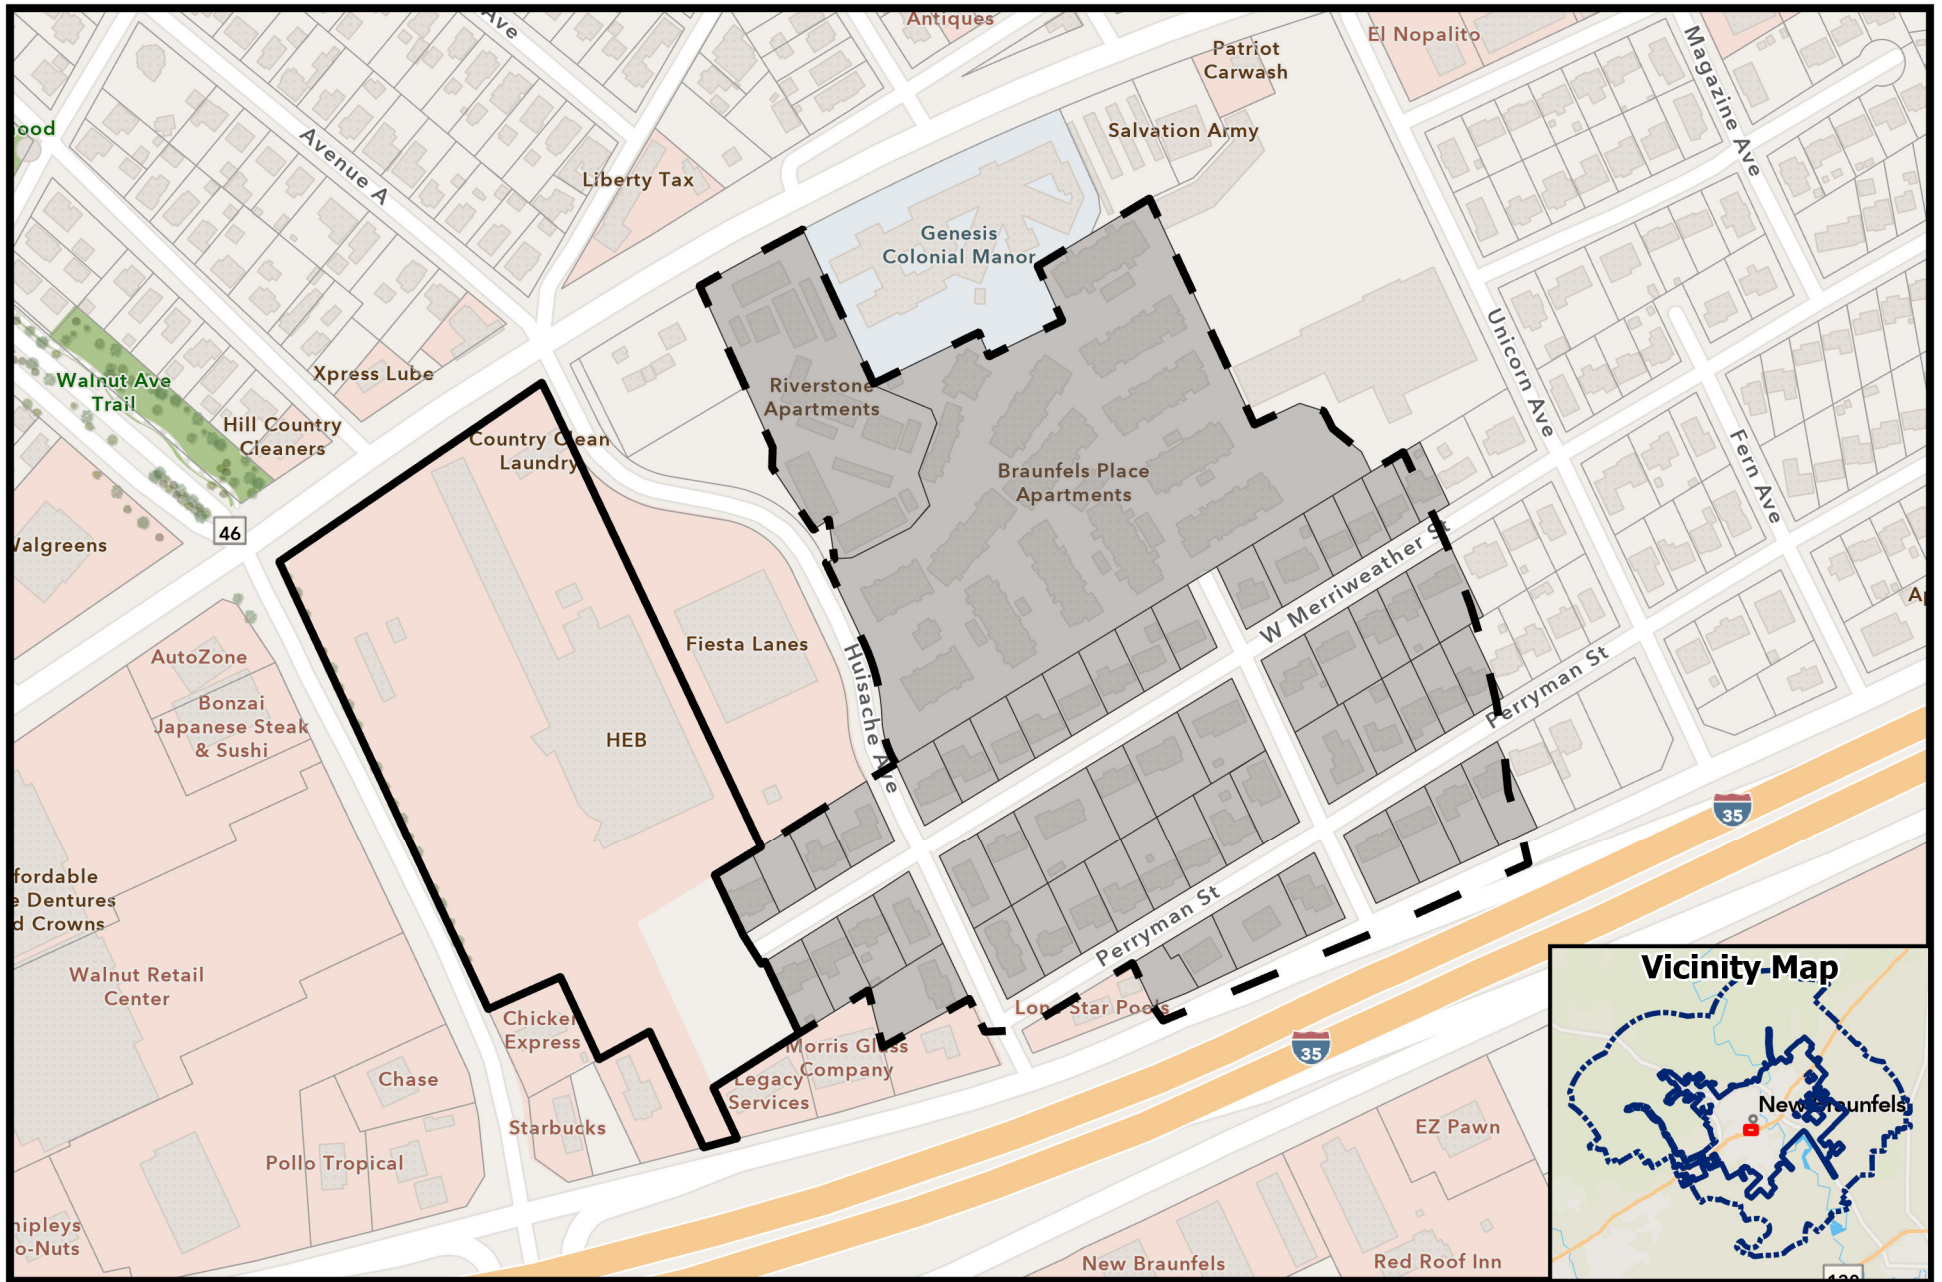 Ave
Antiques
El Nopalito
Patriot
Carwash
Magazine Ave
Salvation Army
ood
Avenue A
Liberty Tax
Genesis
Colonial Manor
Unicorn Ave
Xpress Lube
Walnut Ave
Trail
Riverstone
Apartments
Hill Country
Cleaners
Country Clean
Laundry
Braunfels Place
Apartments
Fern Ave
46
Walgreens
W Merriweather St
Fiesta Lanes
Huisache Ave
AutoZone
Bonzai
Japanese Steak
& Sushi
HEB
Perryman St
35
ffordable
e Dentures
d Crowns
Perryman St
Walnut Retail
Center
Lone Star Pools
Chicken
Express
Morris Glass
Company
35
Chase
Legacy
Services
Starbucks
EZ Pawn
Pollo Tropical
hipleys
o-Nuts
New Braunfels
Red Roof Inn
Vicinity Map
New Braunfels